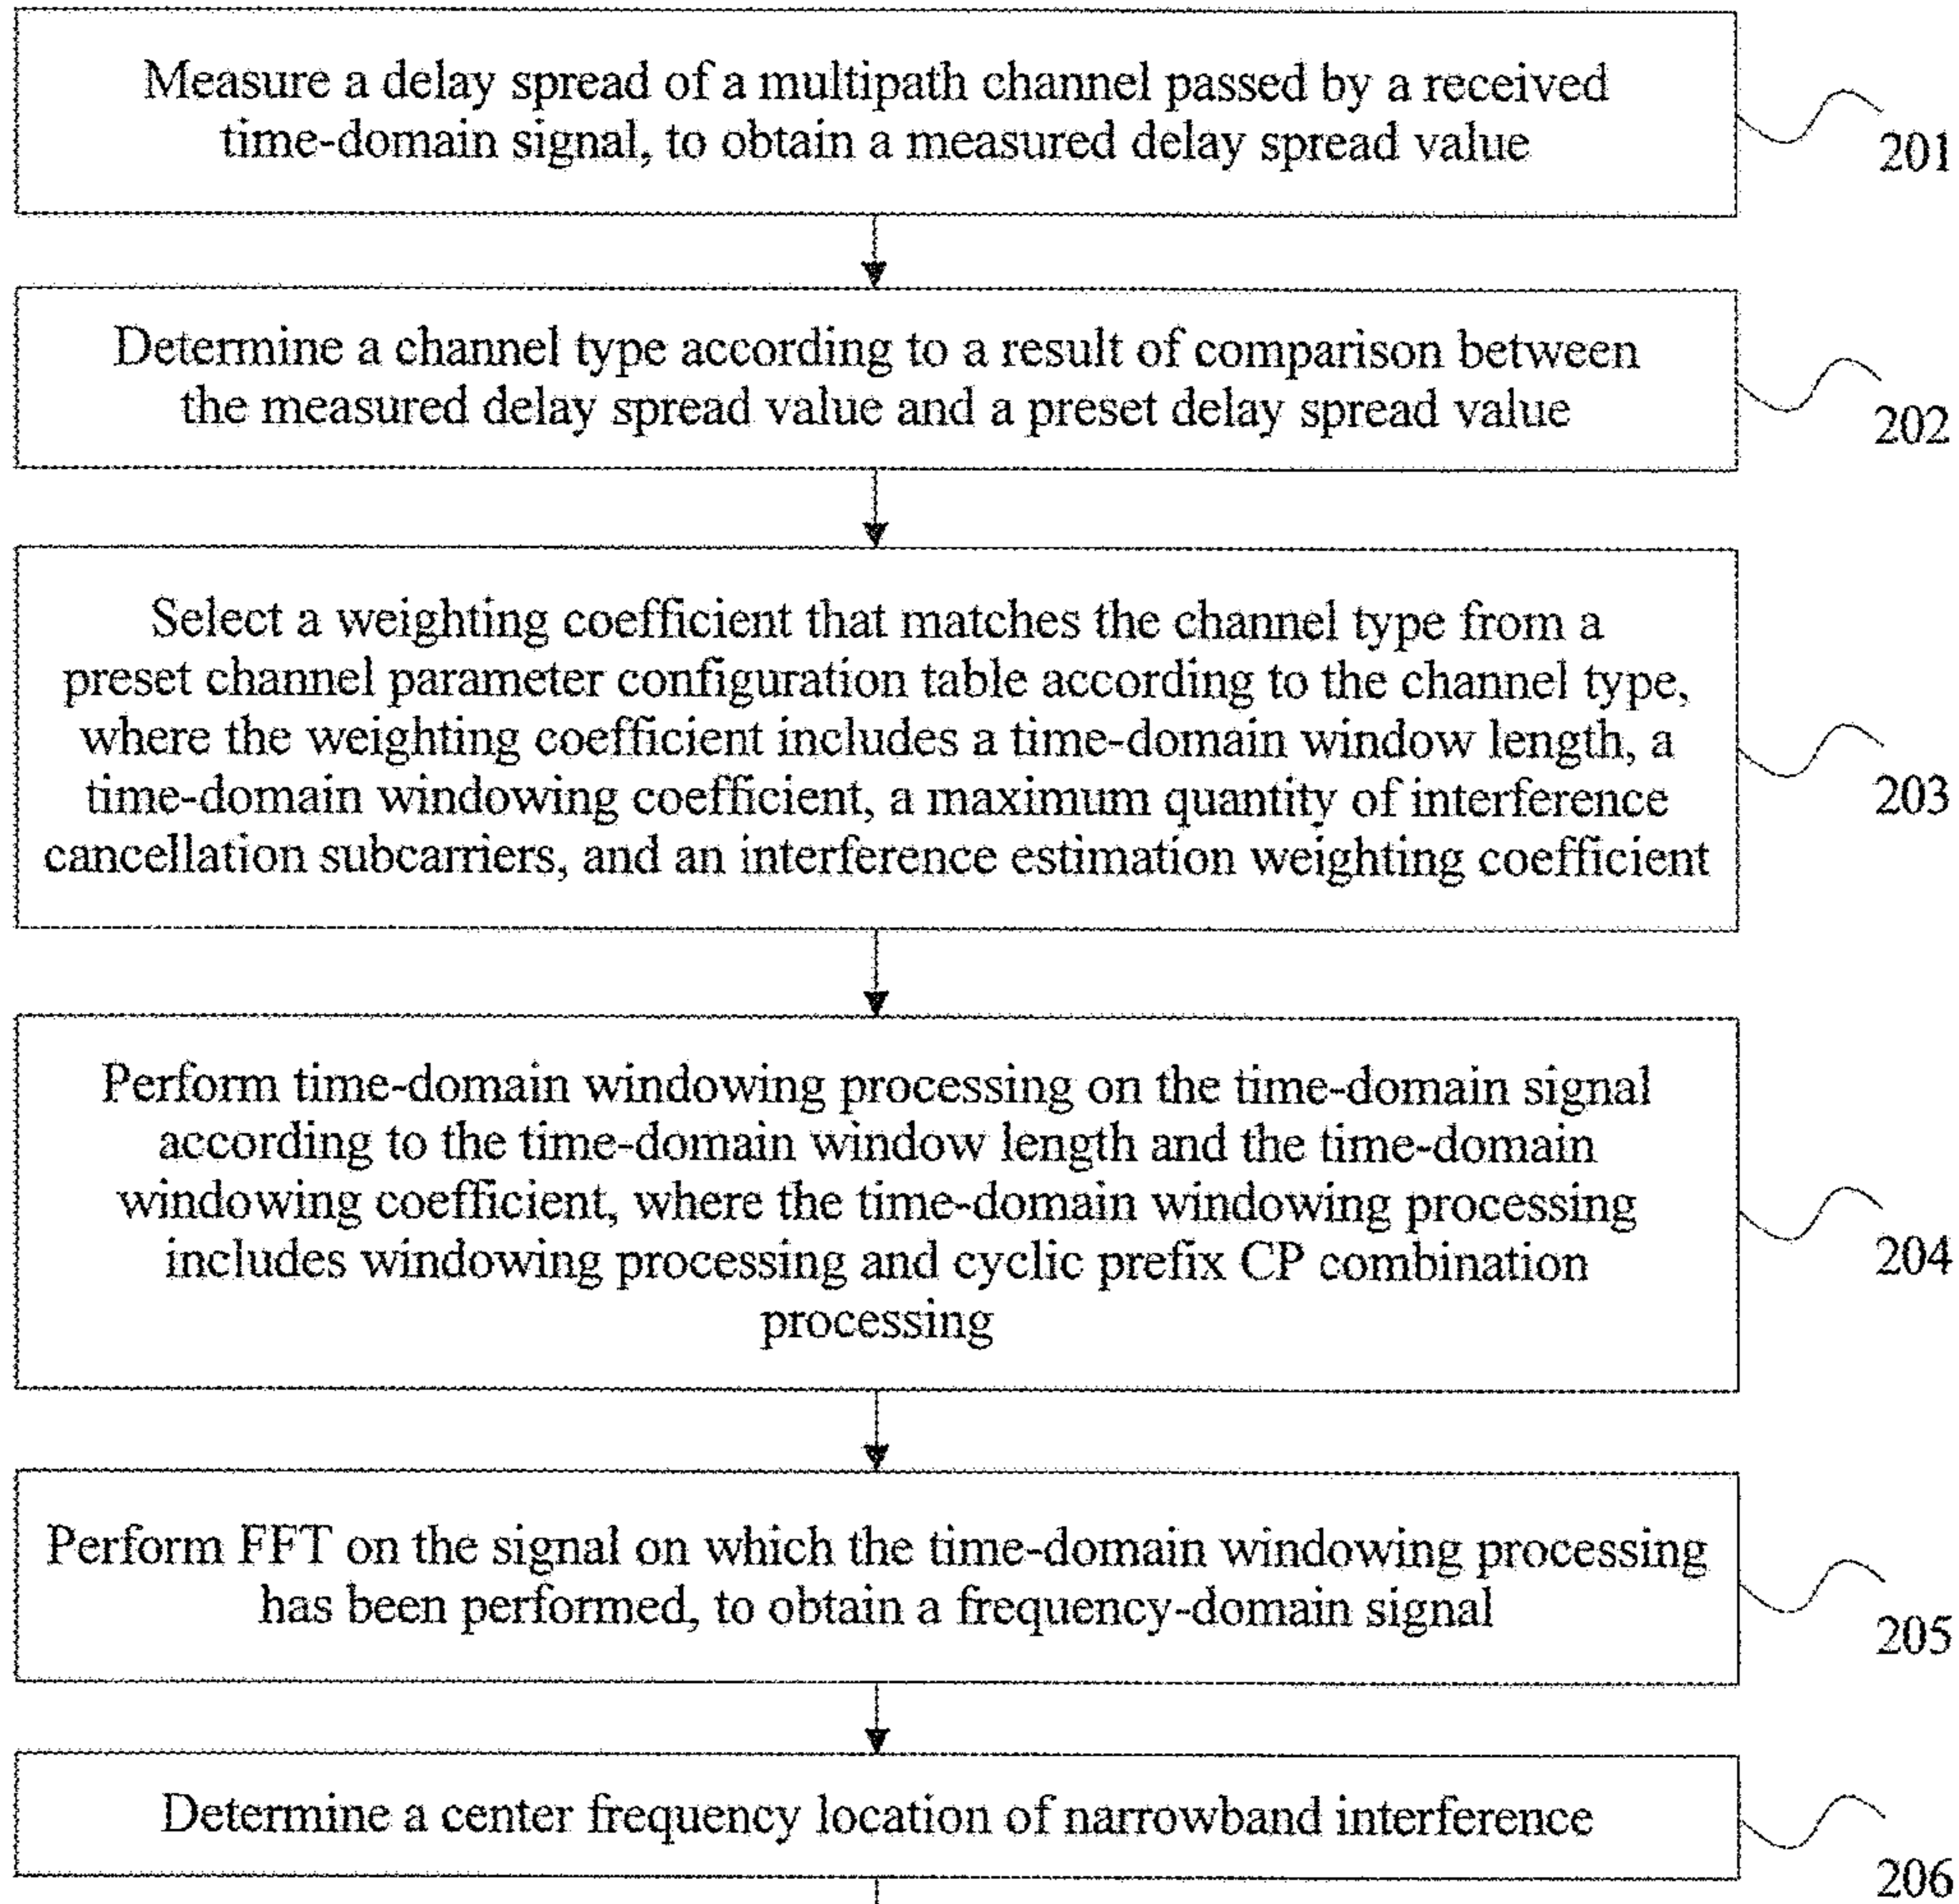 Measure a delay spread of a multipath channel passed by a received
time-domain signal, to obtain a measured delay spread value
201
Determine a channel type according to a result of comparison between
the measured delay spread value and a preset delay spread value
202
Select a weighting coefficient that matches the channel type from a
preset channel parameter configuration table according to the channel type,
where the weighting coefficient includes a time-domain window length, a
time-domain windowing coefficient, a maximum quantity of interference
cancellation subcarriers, and an interference estimation weighting coefficient
203
Perform time-domain windowing processing on the time-domain signal
according to the time-domain window length and the time-domain
windowing coefficient, where the time-domain windowing processing
includes windowing processing and cyclic prefix CP combination
processing
204
Perform FFT on the signal on which the time-domain windowing processing
has been performed, to obtain a frequency-domain signal
205
Determine a center frequency location of narrowband interference
206